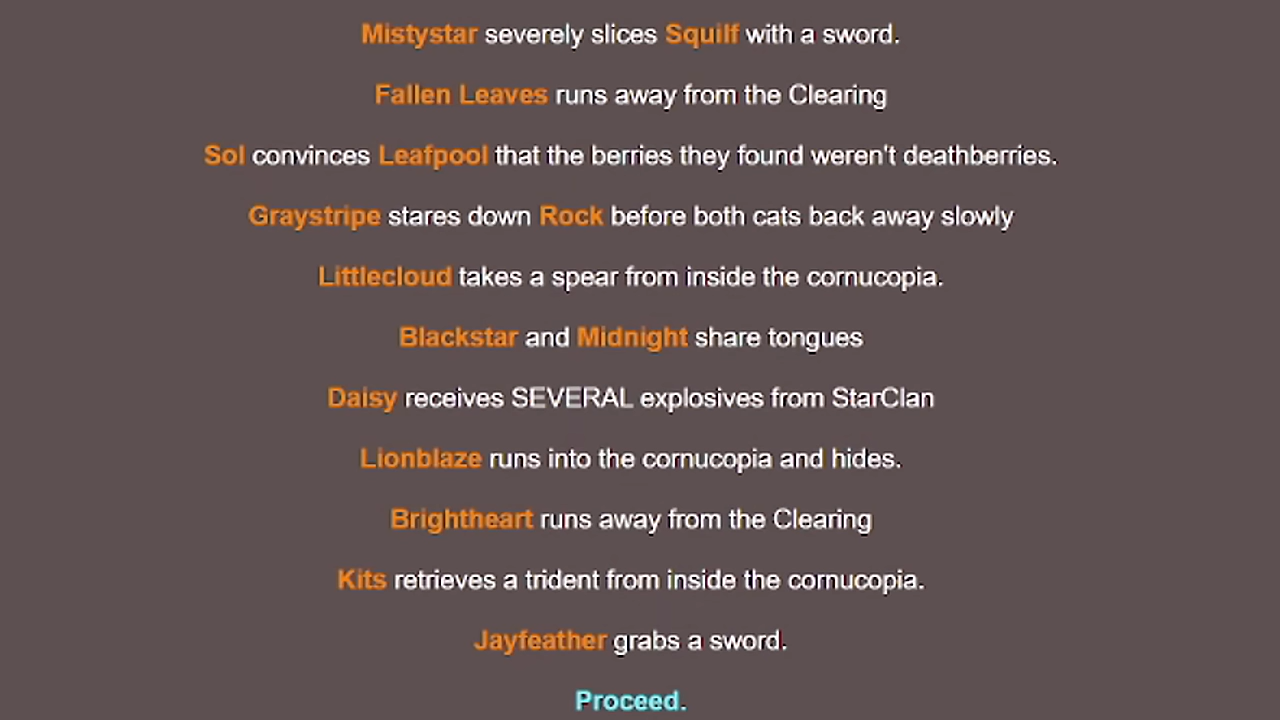 Mistystar severely slices Squilf with a sword.
Fallen Leaves runs away from the Clearing
Sol convinces Leafpool that the berries they found weren't deathberries.
Graystripe stares down Rock before both cats back away slowly
Littlecloud takes a spear from inside the cornucopia.
Blackstar and Midnight share tongues
Daisy receives SEVERAL explosives from StarClan
Lionblaze runs into the cornucopia and hides.
Brightheart runs away from the Clearing
Kits retrieves a trident from inside the cornucopia.
Jayfeather grabs a sword.
Proceed.